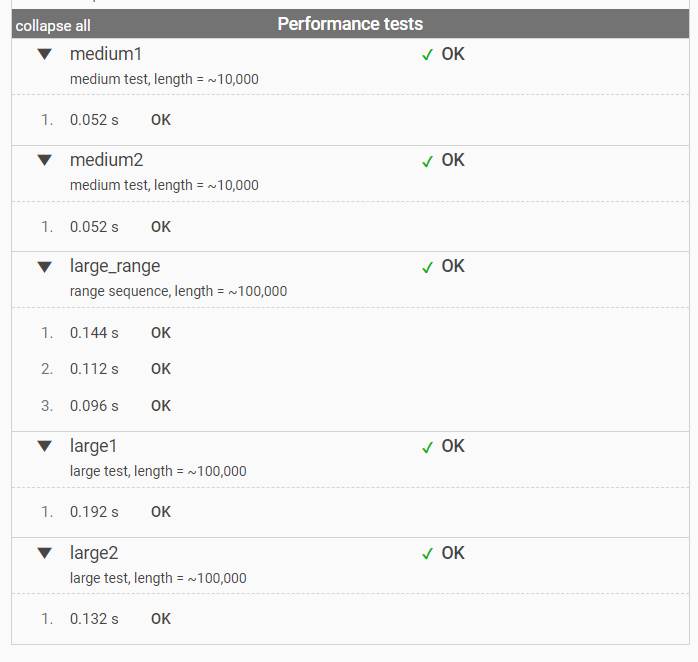 collapse all Performance tests
▼ medium1 ✓ OK
medium test, length = ~10,000
1. 0.052 s OK
▼ medium2 ✓ OK
medium test, length = ~10,000
1. 0.052 s OK
▼ large_range ✓ OK
range sequence, length = ~100,000
1. 0.144 s OK
2. 0.112 s OK
3. 0.096 s OK
▼ large1 ✓ OK
large test, length = ~100,000
1. 0.192 s OK
▼ large2 ✓ OK
large test, length = ~100,000
1. 0.132 s OK